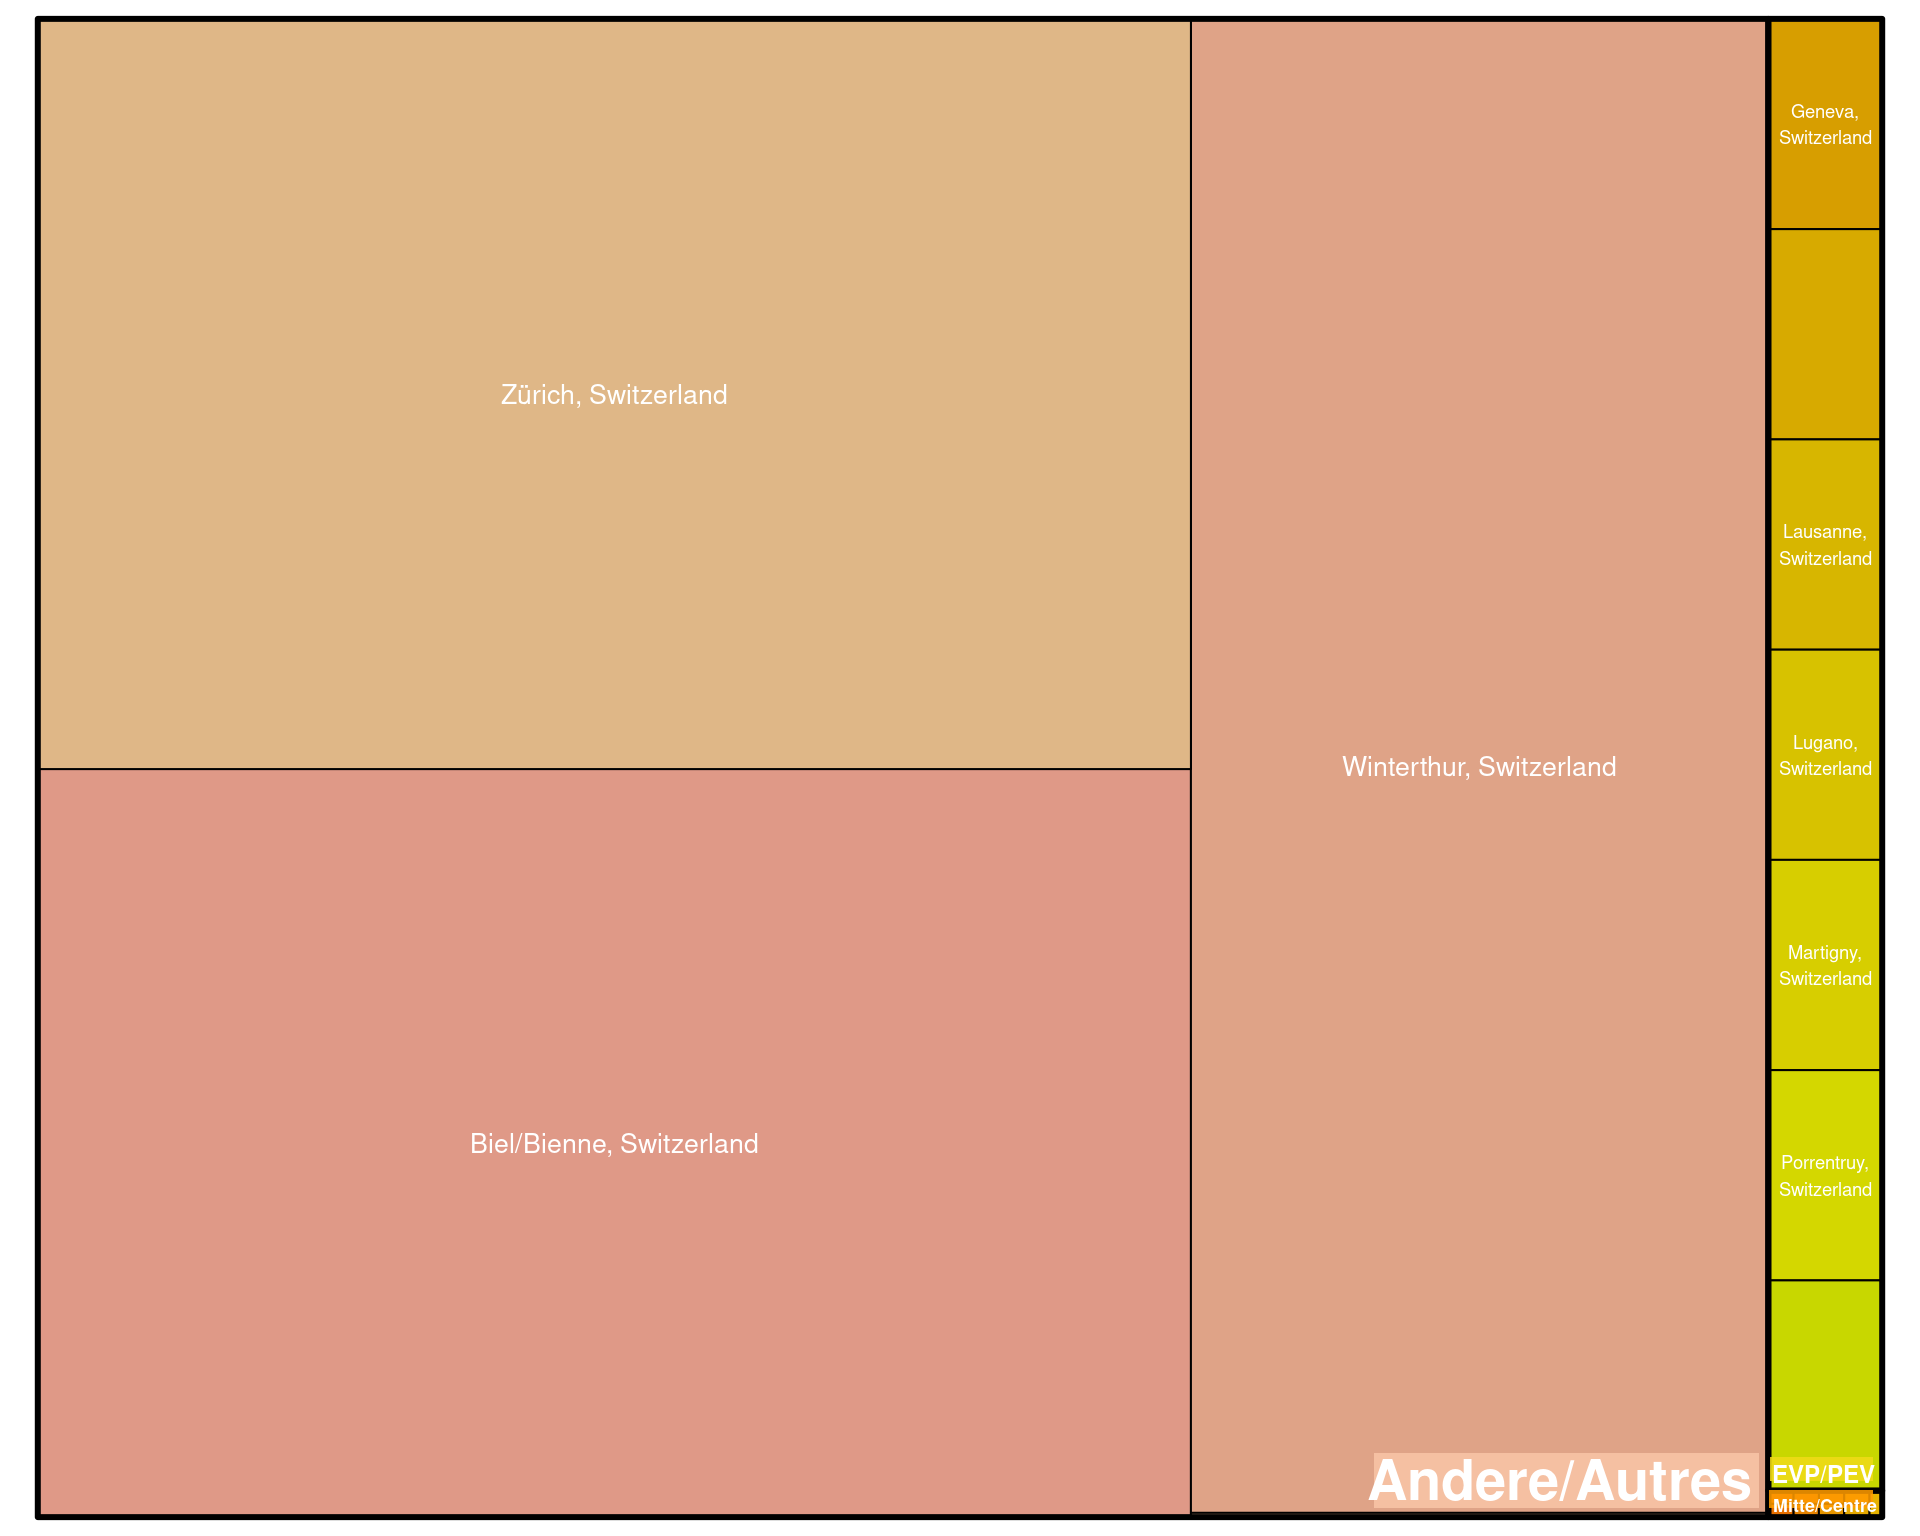 Zürich, Switzerland
Biel/Bienne, Switzerland
Winterthur, Switzerland
Andere/Autres
Geneva,
Switzerland
Lausanne,
Switzerland
Lugano,
Switzerland
Martigny,
Switzerland
Porrentruy,
Switzerland
EVP/PEV
Mitte/Centre